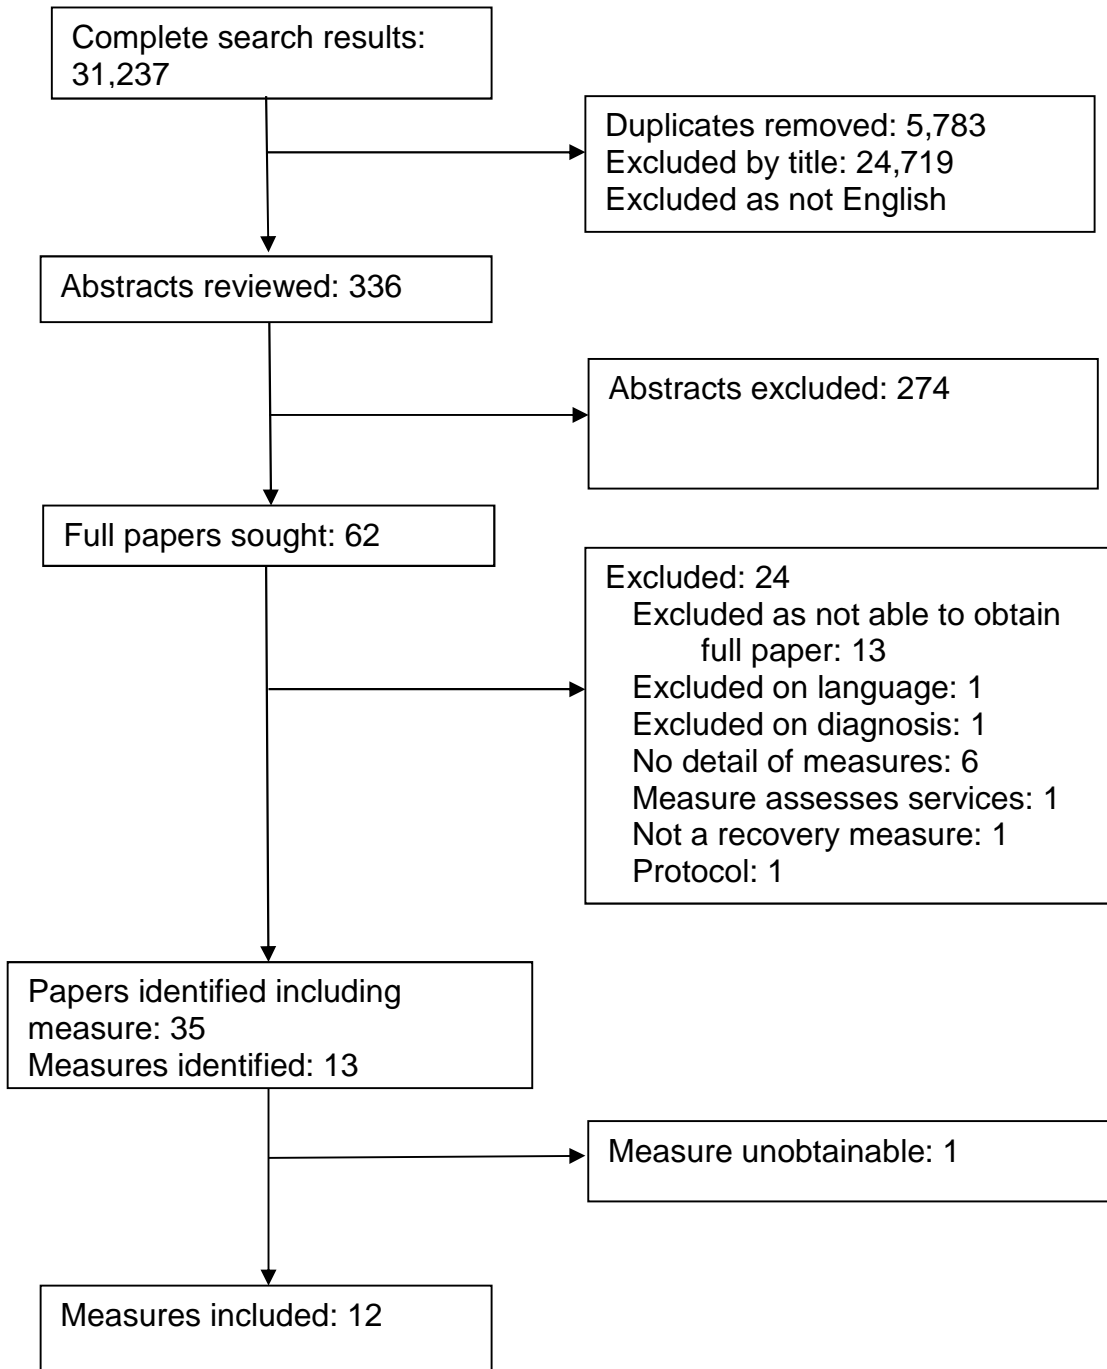 Complete search results:
31,237
Duplicates removed: 5,783
Excluded by title: 24,719
Excluded as not English
Abstracts reviewed: 336
Abstracts excluded: 274
Full papers sought: 62
Excluded: 24
Excluded as not able to obtain
full paper: 13
Excluded on language: 1
Excluded on diagnosis: 1
No detail of measures: 6
Measure assesses services: 1
Not a recovery measure: 1
Protocol: 1
Papers identified including
measure: 35
Measures identified: 13
Measure unobtainable: 1
Measures included: 12